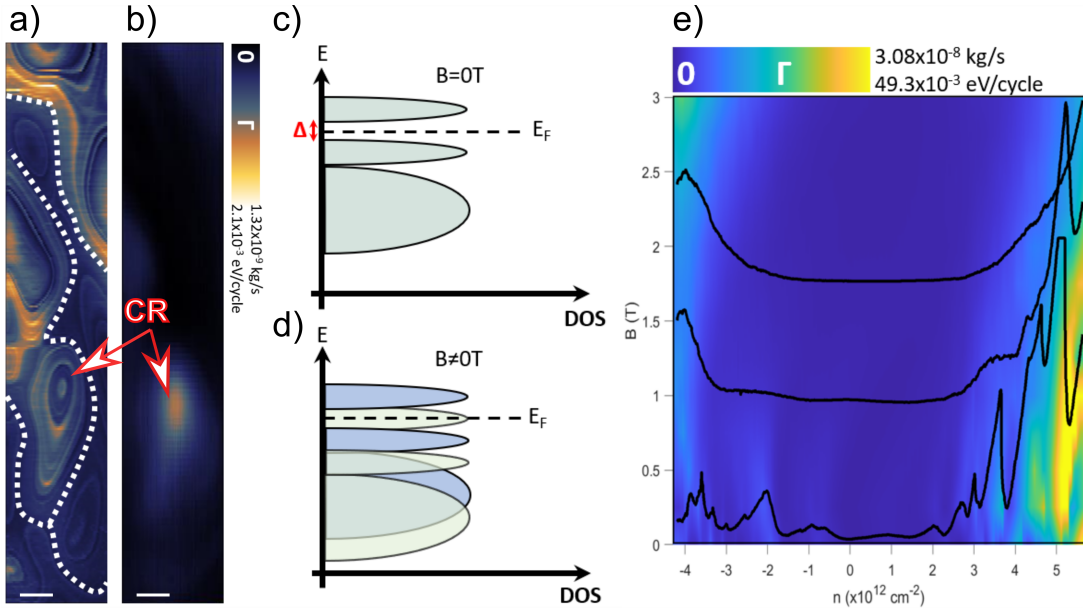 a)
b)
0
Γ
1.32x10⁻⁹ kg/s
2.1x10⁻³ eV/cycle
CR
c)
E
B=0T
Δ
E_F
DOS
d)
E
B≠0T
E_F
DOS
e)
0
Γ
3.08x10⁻⁸ kg/s
49.3x10⁻³ eV/cycle
B (T)
3
2.5
2
1.5
1
0.5
0
-4 -3 -2 -1 0 1 2 3 4 5
n (x10¹² cm⁻²)